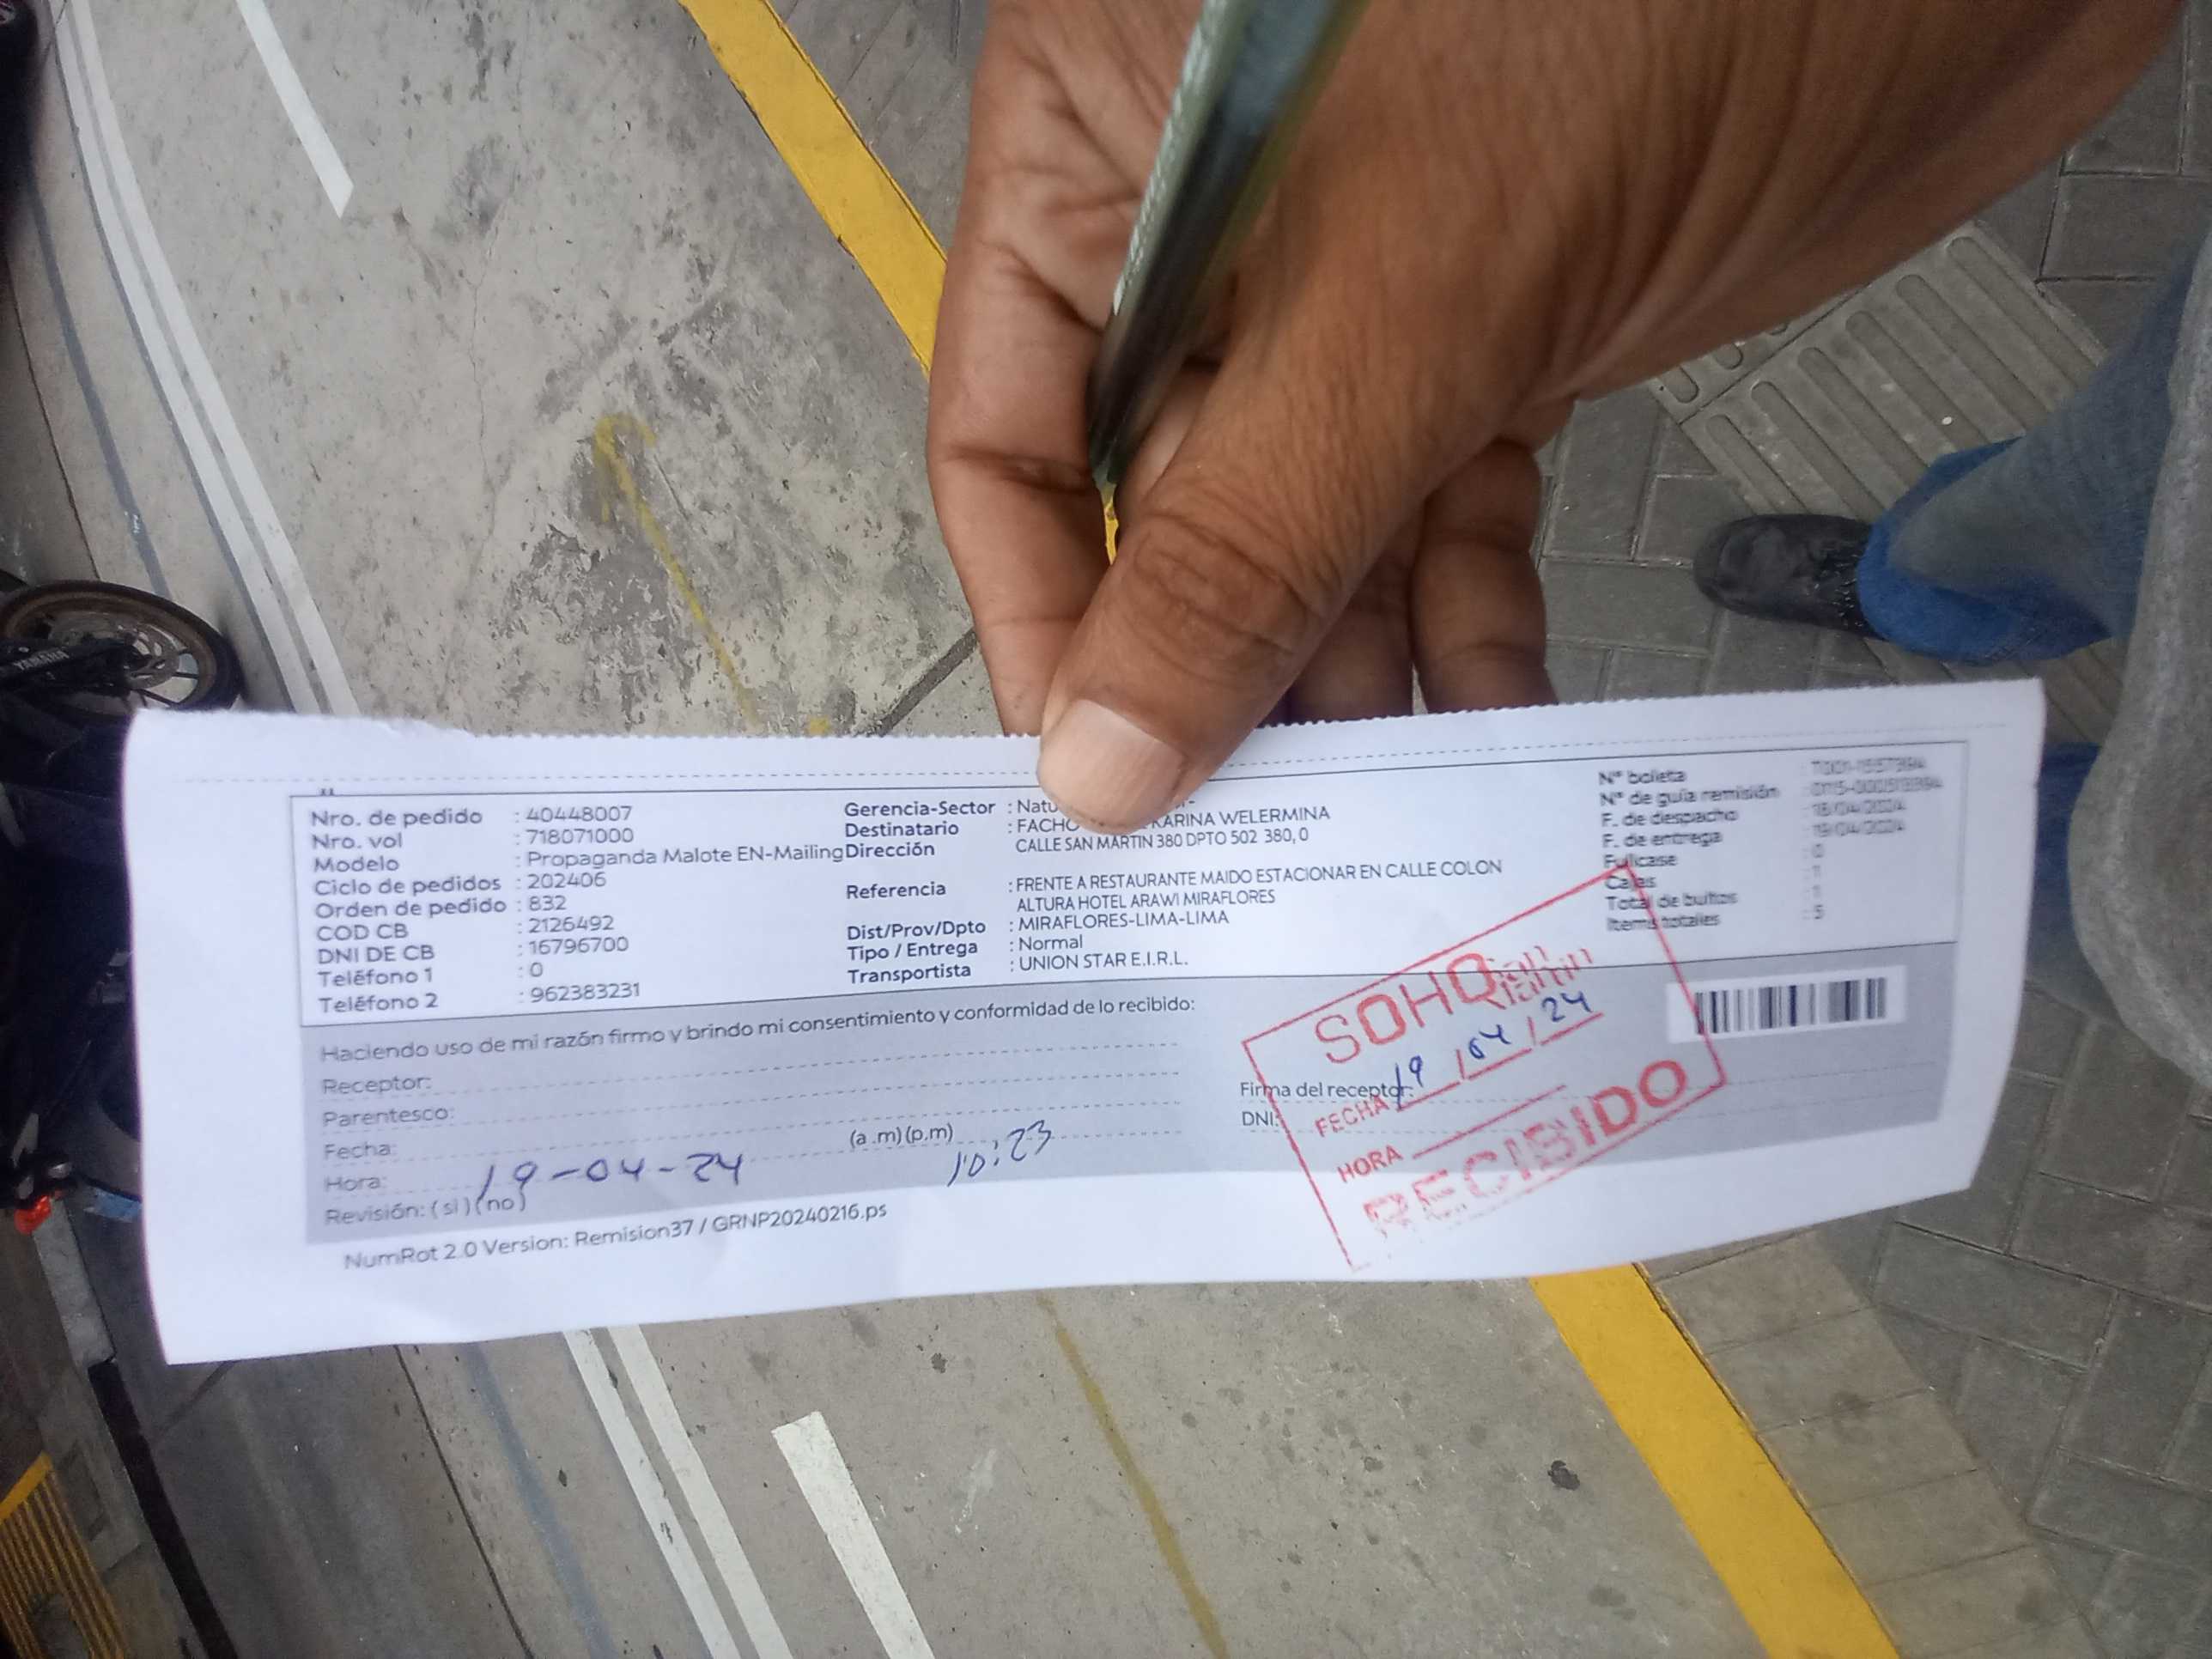 Nro. de pedido : 40448007
Nro. vol : 718071000
Modelo : Propaganda Malote EN-Mailing
Ciclo de pedidos : 202406
Orden de pedido : 832
COD CB : 2126492
DNI DE CB : 16796700
Teléfono 1 : 0
Teléfono 2 : 962383231
Gerencia-Sector :
Destinatario : KARINA WELERMINA
Dirección CALLE SAN MARTIN 380 DPTO 502 380, 0
Referencia : FRENTE A RESTAURANTE MAIDO ESTACIONAR EN CALLE COLON
ALTURA HOTEL ARAWI MIRAFLORES
Dist/Prov/Dpto : MIRAFLORES-LIMA-LIMA
Tipo / Entrega : Normal
Transportista : UNION STAR E.I.R.L.
N° boleta
N° de guía remisión
F. de despacho : 18/04/2024
F. de entrega : 19/04/2024
Fullcase : 0
Cajas : 1
Total de bultos : 1
Items totales : 5
Haciendo uso de mi razón firmo y brindo mi consentimiento y conformidad de lo recibido:
Receptor:
Parentesco:
Fecha: (a.m)(p.m)
Hora: 19-04-24 10:23
Revisión: (si)(no)
Firma del receptor:
DNI:
SOHO
FECHA 19/04/24
HORA
RECIBIDO
NumRot 2.0 Version: Remision37 / GRNP20240216.ps
YAMAHA